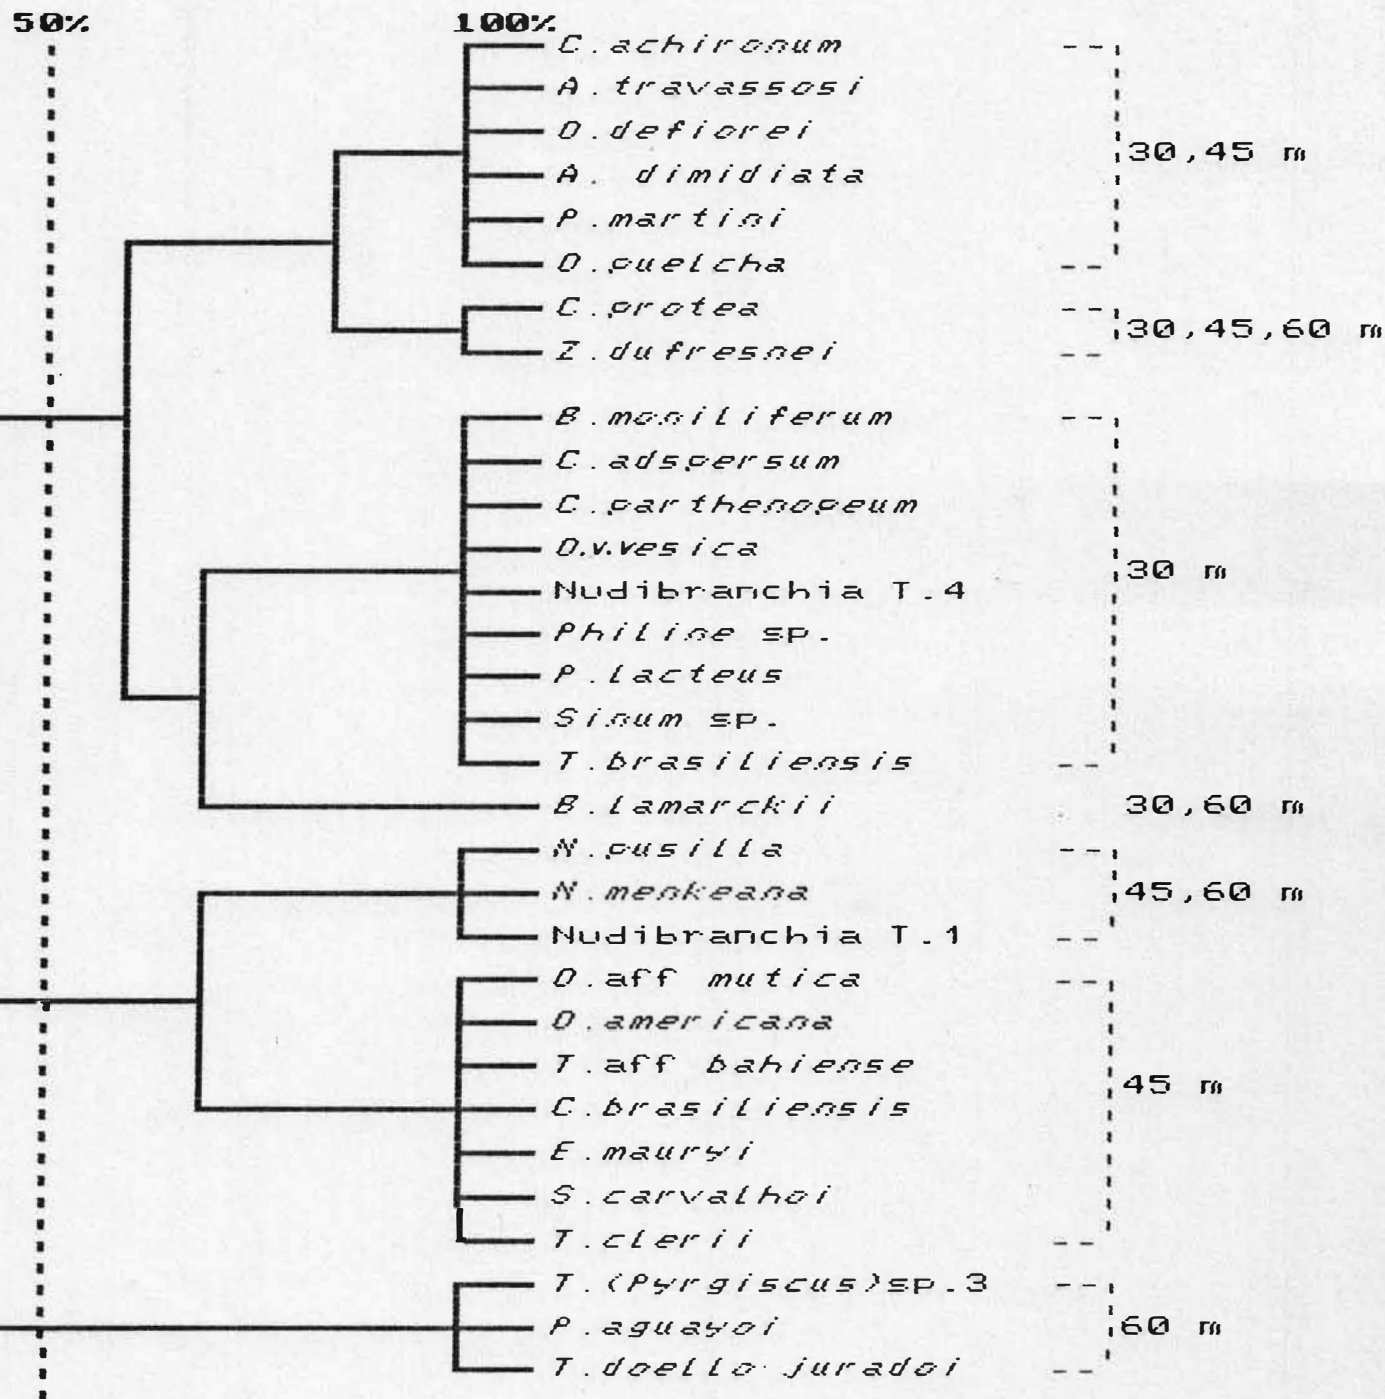 50% 100%
C.achironum
A.travassosi
O.defiorei
A. dimidiata
30,45 m
P.martini
O.puelcha
C.protea
30,45,60 m
Z.dufresnei
B.moniliferum
C.adspersum
C.parthenopeum
O.v.vesica
30 m
Nudibranchia T.4
Philine sp.
P.lacteus
Sinum sp.
T.brasiliensis
B.lamarckii 30,60 m
N.pusilla
N.menkeana 45,60 m
Nudibranchia T.1
O.aff mutica
O.americana
T.aff bahiense
45 m
C.brasiliensis
E.mauryi
S.carvalhoi
T.clerii
T.(Pyrgiscus)sp.3
P.aguayoi 60 m
T.doello juradoi